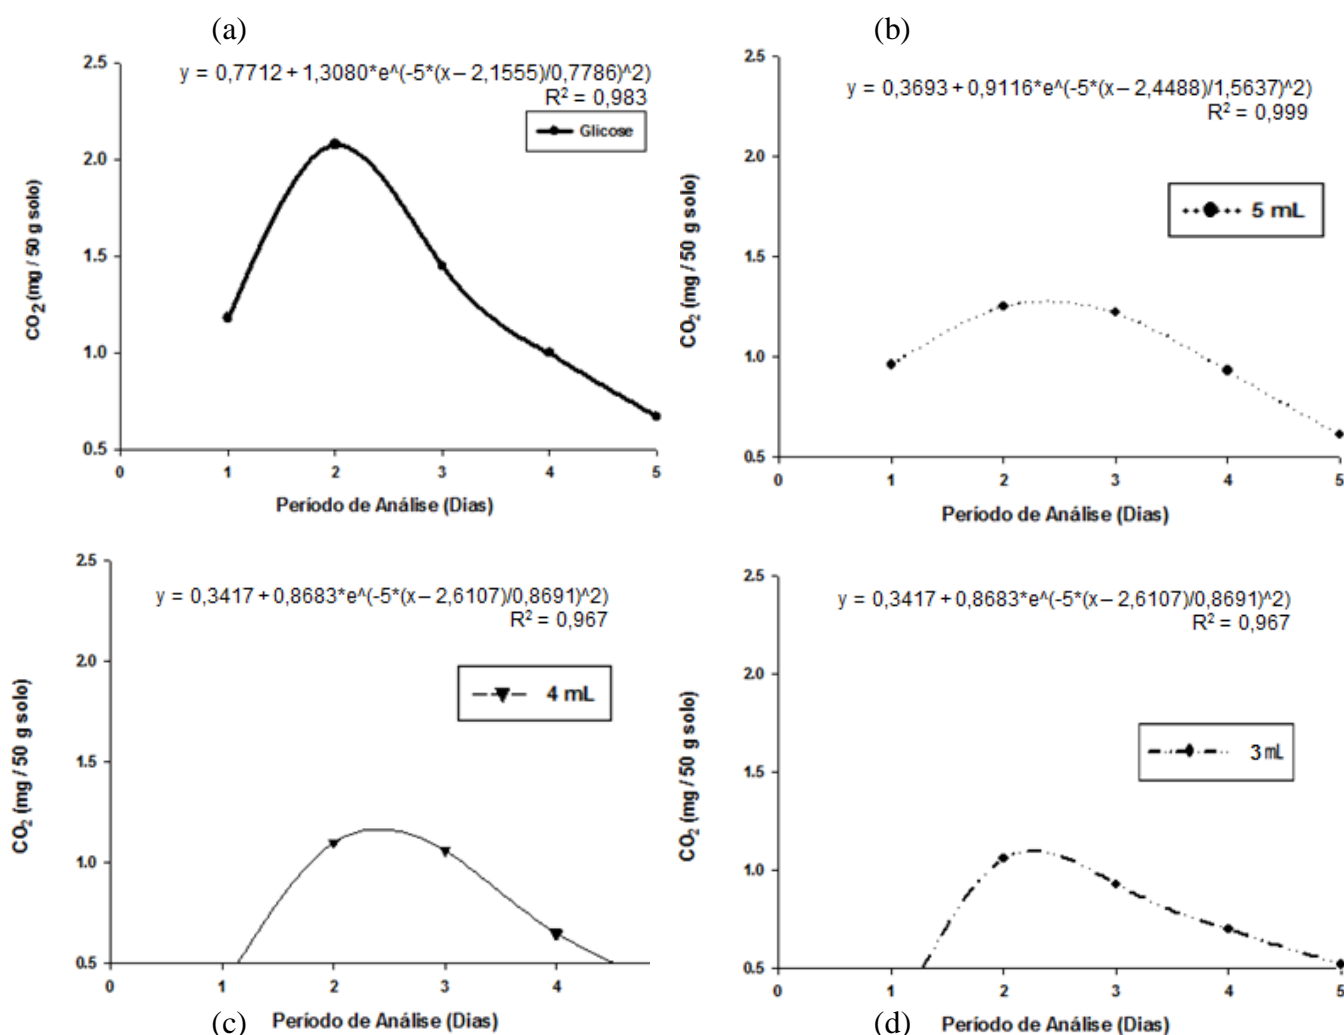 (a)
y = 0,7712 + 1,3080*e^(-5*(x – 2,1555)/0,7786)^2)
R² = 0,983
Glicose
2.5
2.0
1.5
1.0
0.5
CO₂ (mg / 50 g solo)
0 1 2 3 4 5
Período de Análise (Dias)
(b)
y = 0,3693 + 0,9116*e^(-5*(x – 2,4488)/1,5637)^2)
R² = 0,999
5 mL
2.5
2.0
1.5
1.0
0.5
CO₂ (mg / 50 g solo)
0 1 2 3 4 5
Período de Análise (Dias)
y = 0,3417 + 0,8683*e^(-5*(x – 2,6107)/0,8691)^2)
R² = 0,967
4 mL
2.5
2.0
1.5
1.0
0.5
CO₂ (mg / 50 g solo)
0 1 2 3 4
Período de Análise (Dias)
(c)
y = 0,3417 + 0,8683*e^(-5*(x – 2,6107)/0,8691)^2)
R² = 0,967
3 mL
2.5
2.0
1.5
1.0
0.5
CO₂ (mg / 50 g solo)
0 1 2 3 4 5
Período de Análise (Dias)
(d)